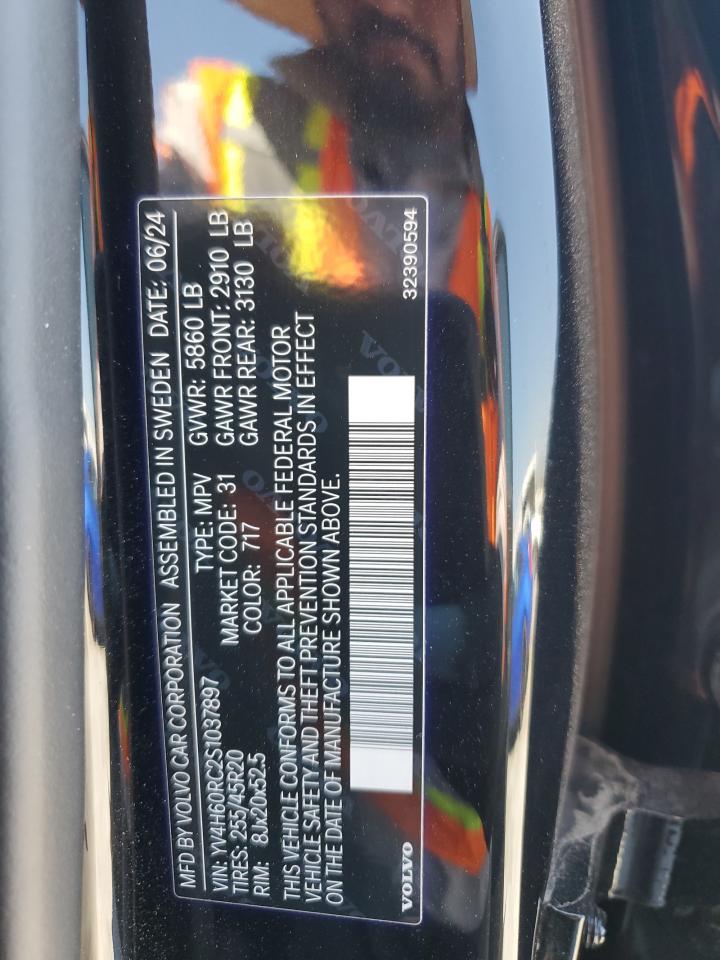 MFD BY VOLVO CAR CORPORATION ASSEMBLED IN SWEDEN DATE: 06/24
VIN: YV4H60RC2S1037897 TYPE: MPV GVWR: 5860 LB
TIRES: 255/45R20 MARKET CODE: 31 GAWR FRONT: 2910 LB
RIM: 8Jx20x52.5 COLOR: 717 GAWR REAR: 3130 LB
THIS VEHICLE CONFORMS TO ALL APPLICABLE FEDERAL MOTOR
VEHICLE SAFETY AND THEFT PREVENTION STANDARDS IN EFFECT
ON THE DATE OF MANUFACTURE SHOWN ABOVE.
VOLVO 32390594